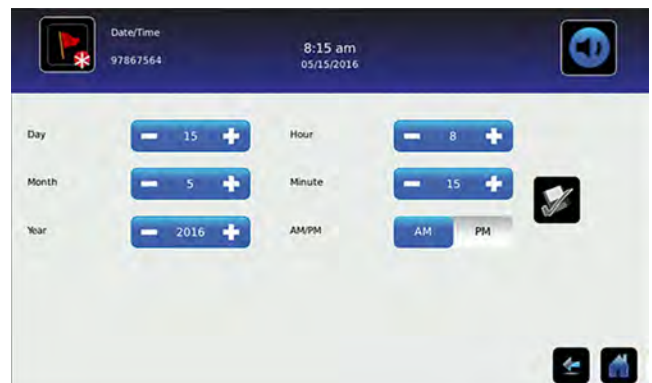 Date/Time
97867564
8:15 am
05/15/2016
Day
15
Hour
8
Month
5
Minute
15
Year
2016
AM/PM
AM
PM